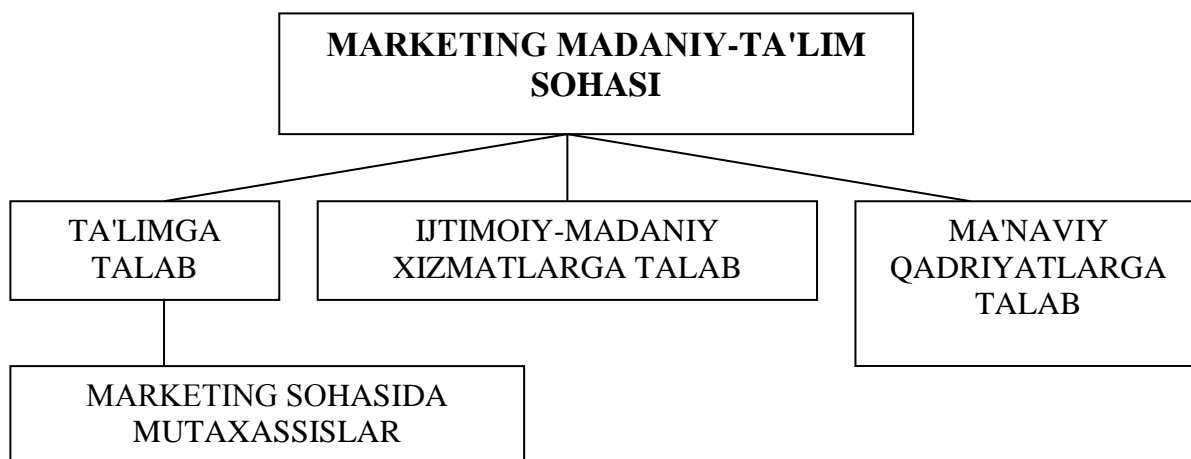 MARKETING MADANIY-TA'LIM
SOHASI
TA'LIMGA
TALAB
IJTIMOIY-MADANIY
XIZMATLARGA TALAB
MA'NAVIY
QADRIYATLARGA
TALAB
MARKETING SOHASIDA
MUTAXASSISLAR